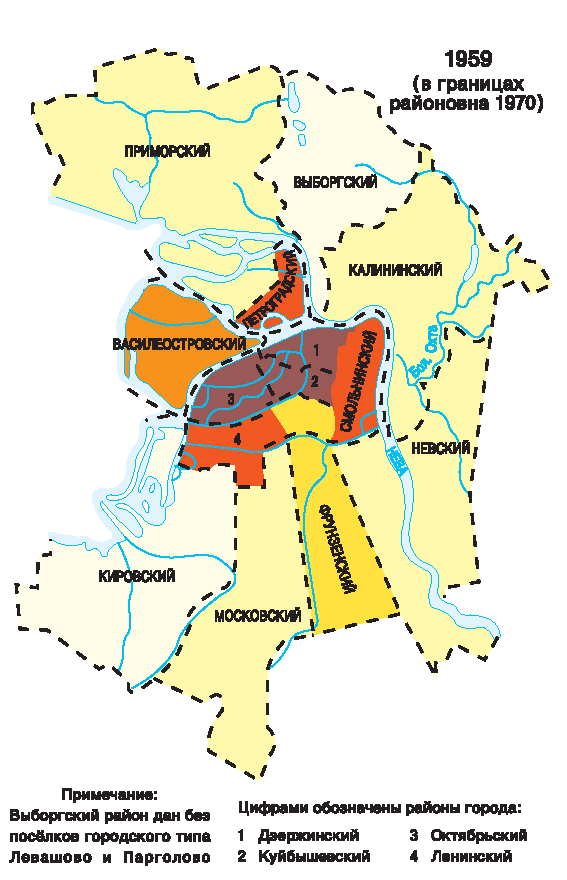 1959
(в границах
районовна 1970)
ПРИМОРСКИЙ
ВЫБОРГСКИЙ
КАЛИНИНСКИЙ
ПЕТРОГРАДСКИЙ
ВАСИЛЕОСТРОВСКИЙ
Бол. Охта
1
2
3
СМОЛЬНИНСКИЙ
4
НЕВСКИЙ
НЕВА
ФРУНЗЕНСКИЙ
КИРОВСКИЙ
МОСКОВСКИЙ
Примечание:
Выборгский район дан без
посёлков городского типа
Левашово и Парголово
Цифрами обозначены районы города:
1 Дзержинский
2 Куйбышевский
3 Октябрьский
4 Ленинский